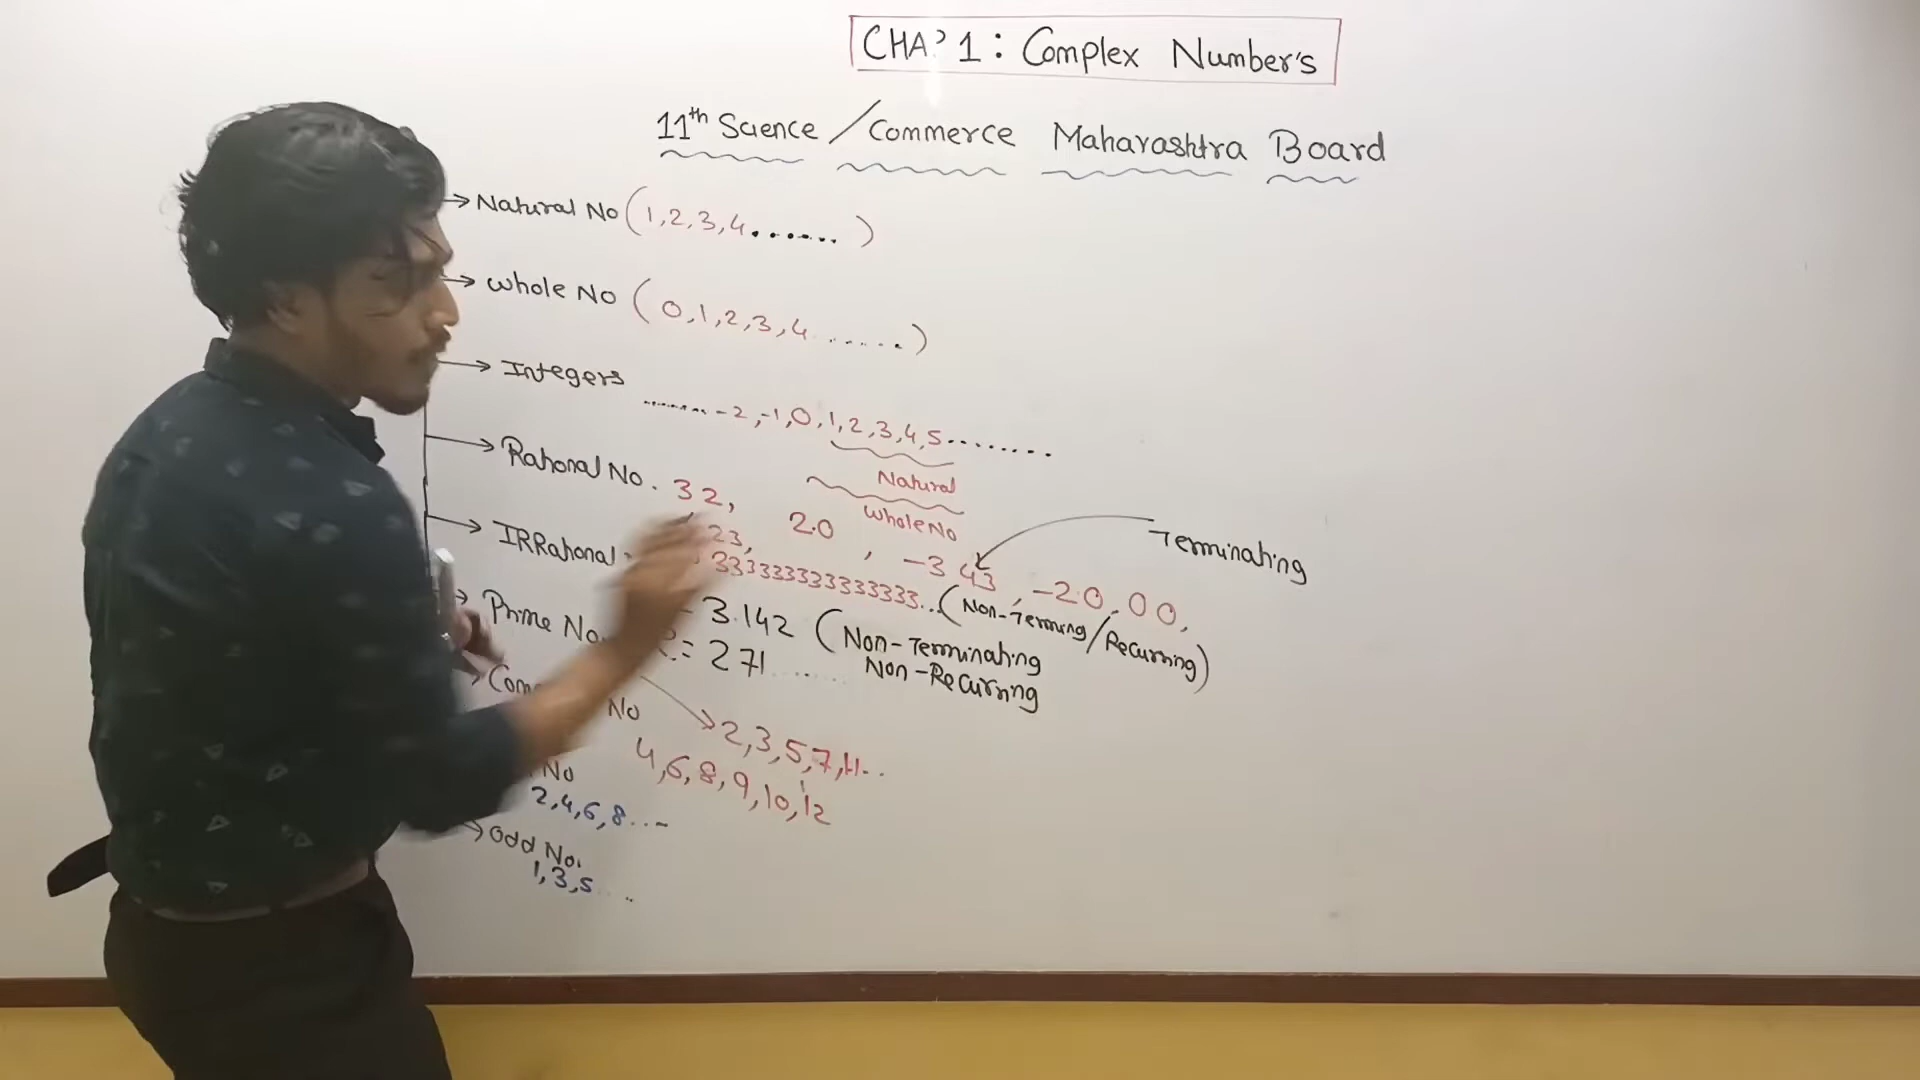 CHAP 1 : Complex Number's
11th Science / Commerce Maharashtra Board
→ Natural No (1,2,3,4.......)
→ Whole No (0,1,2,3,4.......)
→ Integers ........-2,-1,0,1,2,3,4,5........
Natural
Whole No
→ Rational No. 32, 2.0, -3 43, -20.00,
23,
Terminating
→ IRRational
333333333333333...(Non-Terming/Recurring)
3.142 (Non-Terminating
Non-Recurring
= 2 71.......
→ Prime No.
2,3,5,7,11..
No
4,6,8,9,10,12
No
2,4,6,8....
→ Odd No.
1,3,5....